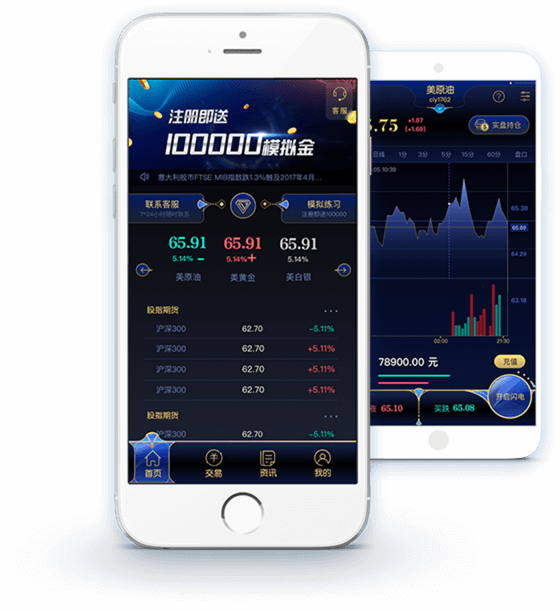 注册即送
100000模拟金
客服
意大利股市FTSE MIB指数跌1.3%触及2017年4月...
联系客服
7*24小时随时联系
模拟练习
注册即送100000
65.91
65.91
65.91
5.14% −
5.14% +
5.14%
美原油
美黄金
美白银
股指期货
...
沪深300 62.70 −5.11%
沪深300 62.70 +5.11%
沪深300 62.70 +5.11%
沪深300 62.70 +5.11%
股指期货
...
沪深300 62.70 −5.11%
首页
交易
资讯
我的
美原油
cly1762
?
5.75
+1.87
(+1.69)
实盘持仓
日线
1分
3分
5分
15分
60分
盘口
05 10:39
65.38
65.69
64.29
63.18
02:00
21:30
78900.00 元
充值
涨 65.10
买跌 65.08
开启闪电